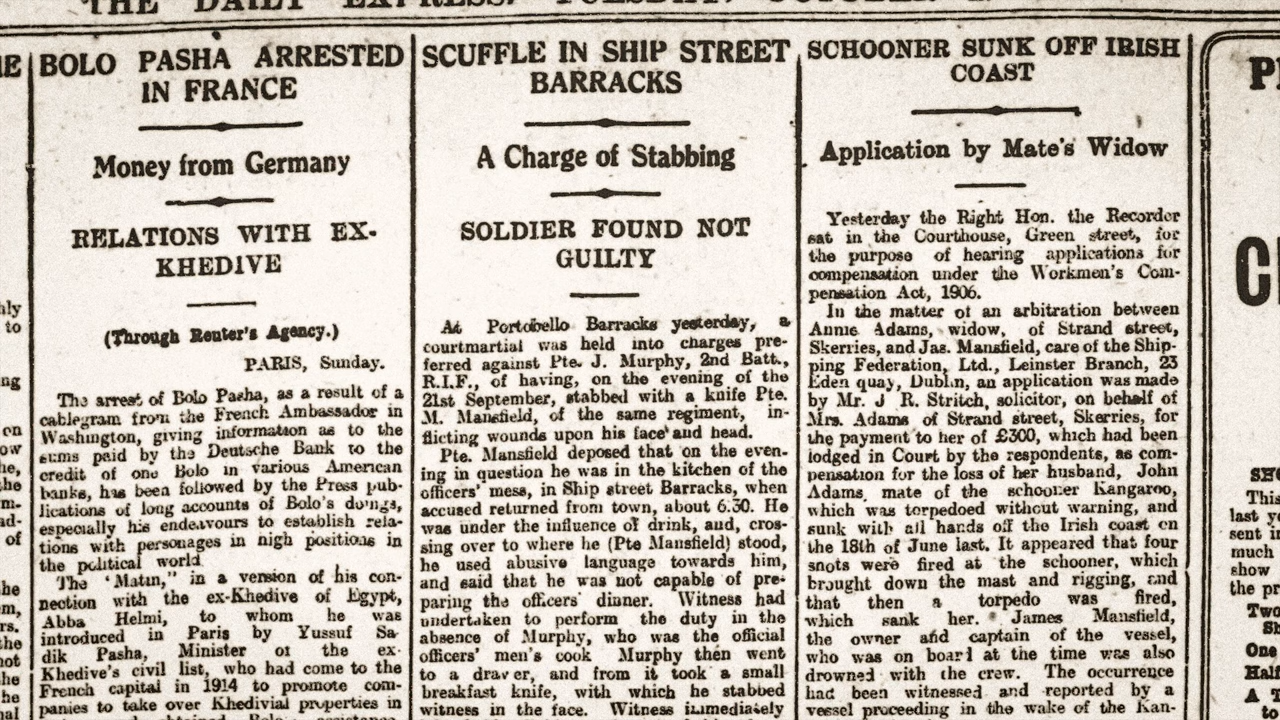 THE DAILY EXPRESS, TUESDAY, OCTOBER
BOLO PASHA ARRESTED
IN FRANCE
Money from Germany
RELATIONS WITH EX-
KHEDIVE
(Through Reuter's Agency.)
PARIS, Sunday.
The arrest of Bolo Pasha, as a result of a
cablegram from the French Ambassador in
Washington, giving information as to the
sums paid by the Deutsche Bank to the
credit of one Bolo in various American
banks, has been followed by the Press pub-
lications of long accounts of Bolo's doings,
especially his endeavours to establish rela-
tions with personages in high positions in
the political world
The 'Matin," in a version of his con-
nection with the ex-Khedive of Egypt,
Abba Helmi, to whom he was
introduced in Paris by Yussuf Sa-
dik Pasha, Minister of the ex-
Khedive's civil list, who had come to the
French capital in 1914 to promote com-
panies to take over Khedivial properties in
SCUFFLE IN SHIP STREET
BARRACKS
A Charge of Stabbing
SOLDIER FOUND NOT
GUILTY
At Portobello Barracks yesterday, a
courtmartial was held into charges pre-
ferred against Pte. J. Murphy, 2nd Batt.,
R.I.F., of having, on the evening of the
21st September, stabbed with a knife Pte.
M. Mansfield, of the same regiment, in-
flicting wounds upon his face and head.
Pte. Mansfield deposed that on the even-
ing in question he was in the kitchen of the
officers' mess, in Ship street Barracks, when
accused returned from town, about 6.30. He
was under the influence of drink, and, cros-
sing over to where he (Pte Mansfield) stood,
he used abusive language towards him,
and said that he was not capable of pre-
paring the officers' dinner. Witness had
undertaken to perform the duty in the
absence of Murphy, who was the official
officers' men's cook Murphy then went
to a drawer, and from it took a small
breakfast knife, with which he stabbed
witness in the face. Witness immediately
SCHOONER SUNK OFF IRISH
COAST
Application by Mate's Widow
Yesterday the Right Hon. the Recorder
sat in the Courthouse, Green street, for
the purpose of hearing applications for
compensation under the Workmen's Com-
pensation Act, 1906.
In the matter of an arbitration between
Annie Adams, widow, of Strand street,
Skerries, and Jas. Mansfield, care of the Ship-
ping Federation, Ltd., Leinster Branch, 23
Eden quay, Dublin, an application was made
by Mr. J R. Stritch, solicitor, on behalf of
Mrs. Adams of Strand street, Skerries, for
the payment to her of £300, which had been
lodged in Court by the respondents, as com-
pensation for the loss of her husband, John
Adams, mate of the schooner Kangaroo,
which was torpedoed without warning, and
sunk with all hands off the Irish coast on
the 18th of June last. It appeared that four
snots were fired at the schooner, which
brought down the mast and rigging, and
that then a torpedo was fired,
which sank her. James Mansfield,
the owner and captain of the vessel,
who was on board at the time was also
drowned with the crew. The occurrence
had been witnessed and reported by a
vessel proceeding in the wake of the Kan-
This
last
sent in
much
show
the
One
Half
A
to